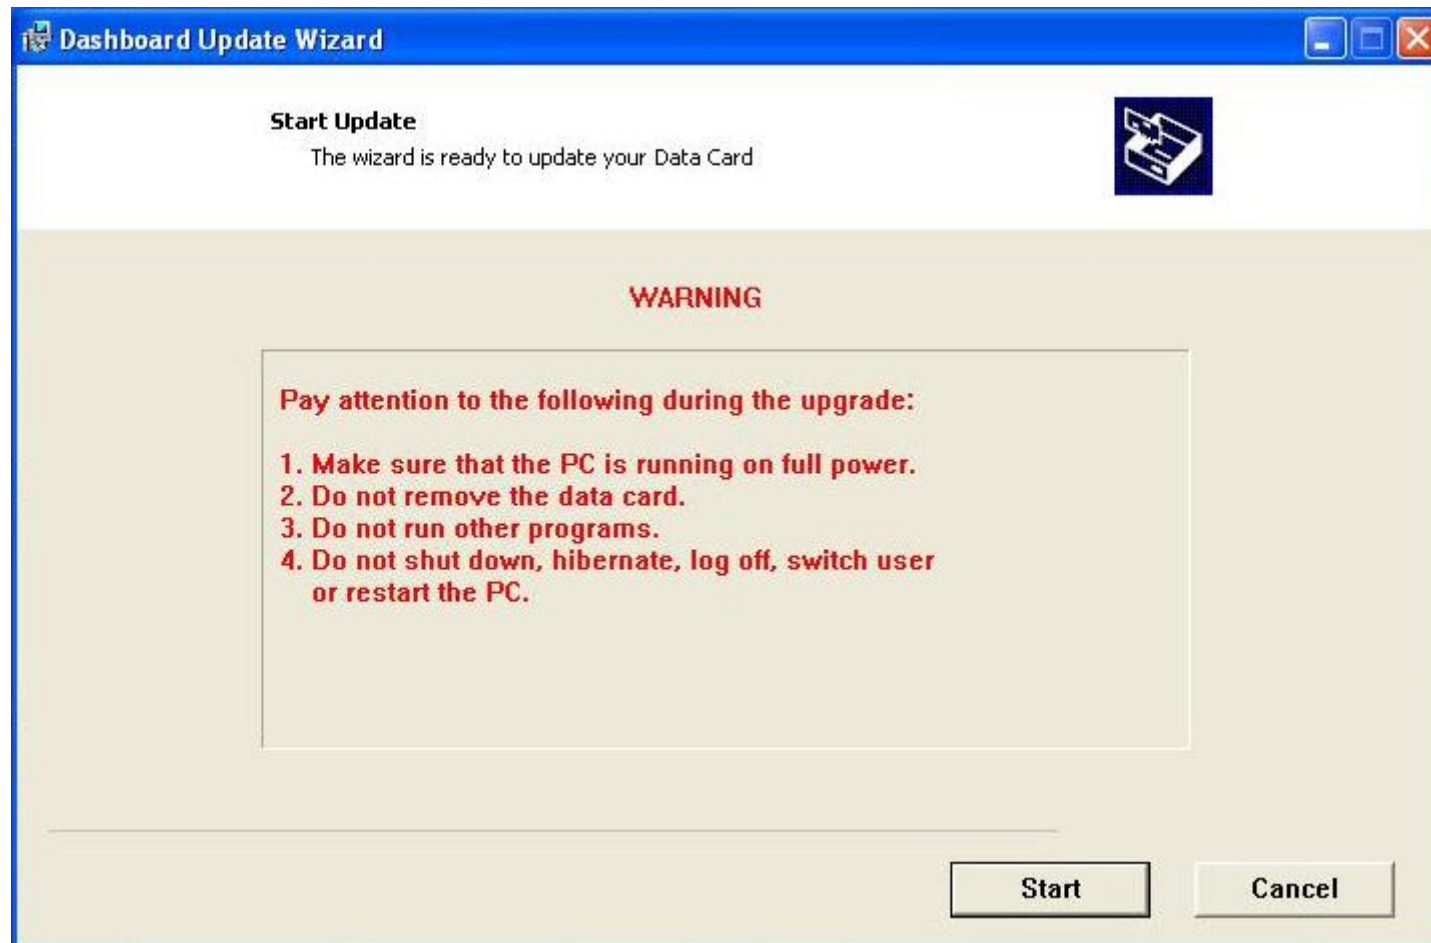 Dashboard Update Wizard
Start Update
The wizard is ready to update your Data Card
WARNING
Pay attention to the following during the upgrade:
1. Make sure that the PC is running on full power.
2. Do not remove the data card.
3. Do not run other programs.
4. Do not shut down, hibernate, log off, switch user
or restart the PC.
Start
Cancel